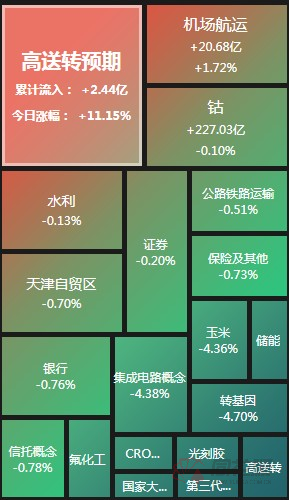 高送转预期
累计流入： +2.44亿
今日涨幅： +11.15%
机场航运
+20.68亿
+1.72%
钴
+227.03亿
-0.10%
水利
-0.13%
证券
-0.20%
公路铁路运输
-0.51%
保险及其他
-0.73%
天津自贸区
-0.70%
玉米
-4.36%
储能
银行
-0.76%
集成电路概念
-4.38%
转基因
-4.70%
信托概念
-0.78%
氟化工
CRO...
光刻胶
高送转
国家大...
第三代...